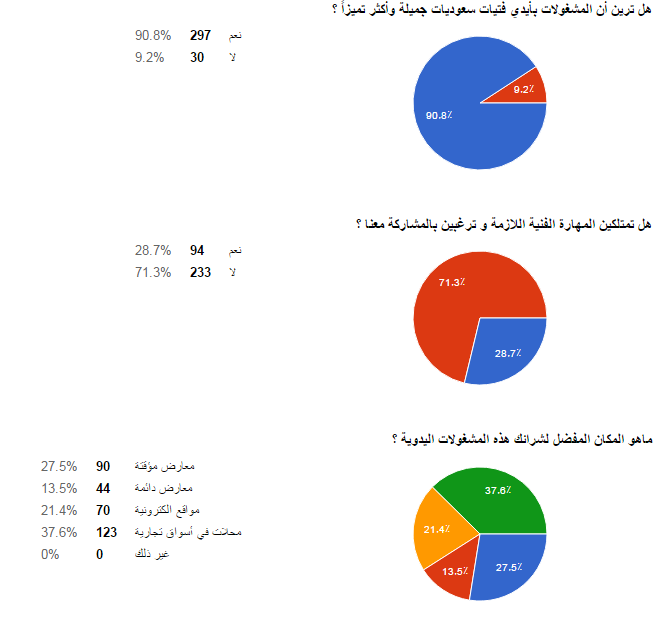 هل ترين أن المشغولات بأيدي فتيات سعوديات جميلة وأكثر تميزاً ؟
نعم 297 90.8%
لا 30 9.2%
9.2٪
90.8٪
هل تمتلكين المهارة الفنية اللازمة و ترغبين بالمشاركة معنا ؟
نعم 94 28.7%
لا 233 71.3%
71.3٪
28.7٪
ماهو المكان المفضل لشرائك هذه المشغولات اليدوية ؟
معارض مؤقتة 90 27.5%
معارض دائمة 44 13.5%
مواقع الكترونية 70 21.4%
محلات في أسواق تجارية 123 37.6%
غير ذلك 0 0%
37.6٪
21.4٪
13.5٪
27.5٪